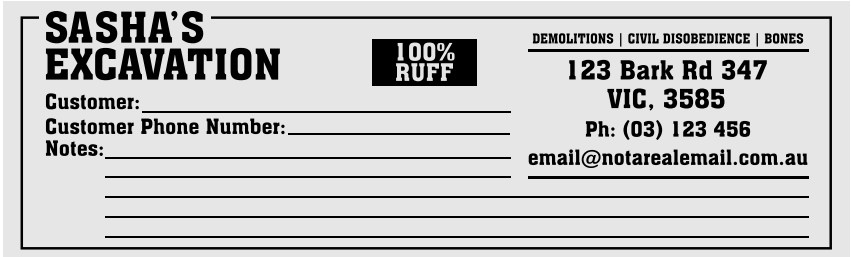 SASHA'S
EXCAVATION
100%
RUFF
DEMOLITIONS | CIVIL DISOBEDIENCE | BONES
123 Bark Rd 347
VIC, 3585
Ph: (03) 123 456
email@notarealemail.com.au
Customer:
Customer Phone Number:
Notes: